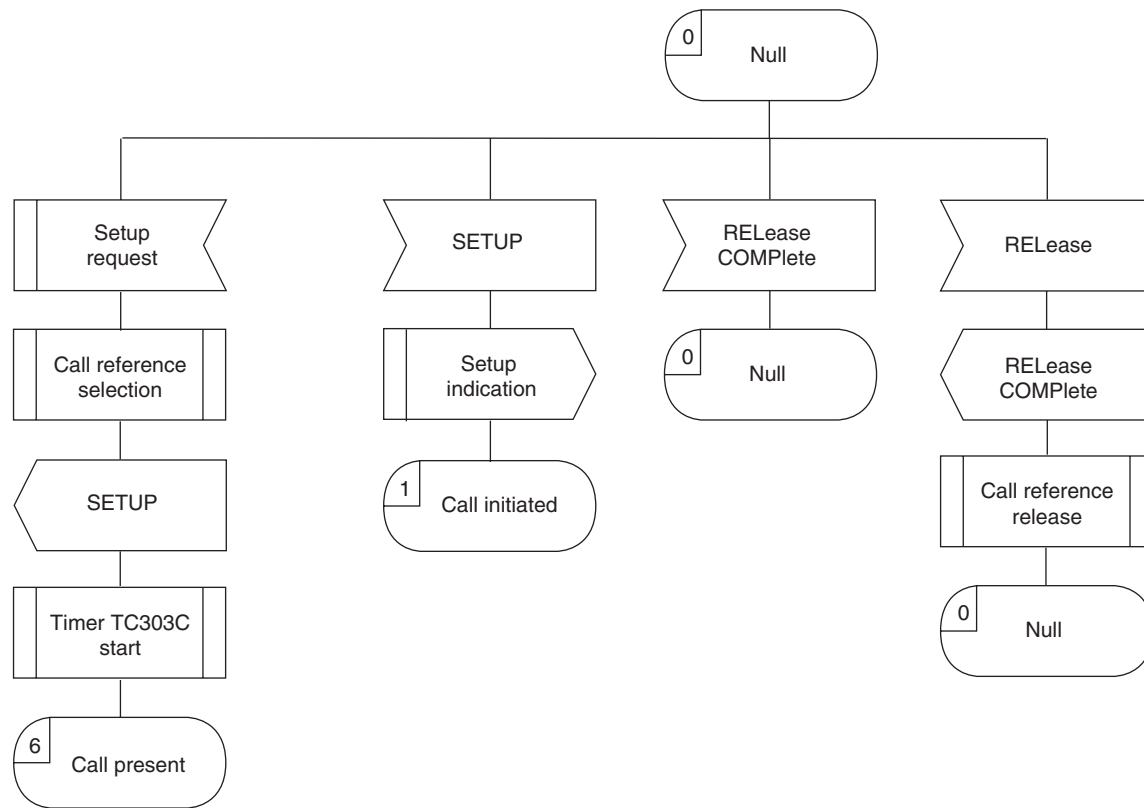 0
Null
Setup
request
SETUP
RELease
COMPlete
RELease
Call reference
selection
Setup
indication
0
Null
RELease
COMPlete
SETUP
1
Call initiated
Call reference
release
Timer TC303C
start
0
Null
6
Call present